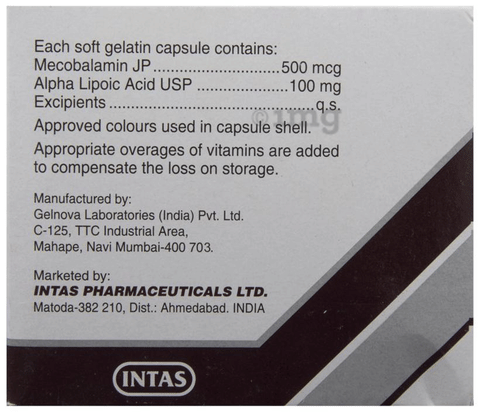 Each soft gelatin capsule contains:
Mecobalamin JP..............................500 mcg
Alpha Lipoic Acid USP ......................100 mg
Excipients..................................................q.s.
©1mg
Approved colours used in capsule shell.
Appropriate overages of vitamins are added
to compensate the loss on storage.
Manufactured by:
Gelnova Laboratories (India) Pvt. Ltd.
C-125, TTC Industrial Area,
Mahape, Navi Mumbai-400 703.
Marketed by:
INTAS PHARMACEUTICALS LTD.
Matoda-382 210, Dist.: Ahmedabad. INDIA
INTAS